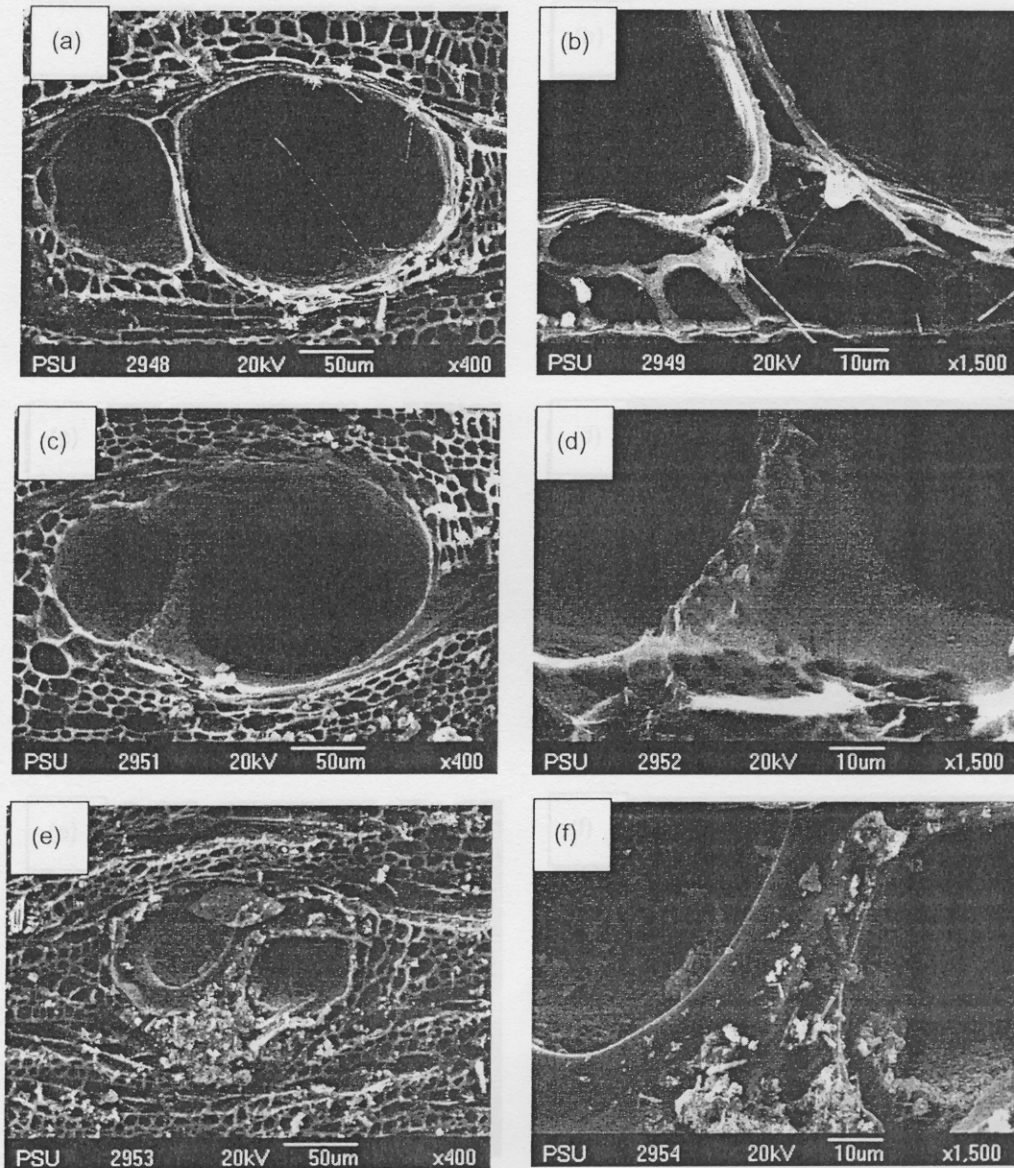 (a)
PSU 2948 20kV 50um x400
(b)
PSU 2949 20kV 10um x1,500
(c)
PSU 2951 20kV 50um x400
(d)
PSU 2952 20kV 10um x1,500
(e)
PSU 2953 20kV 50um x400
(f)
PSU 2954 20kV 10um x1,500